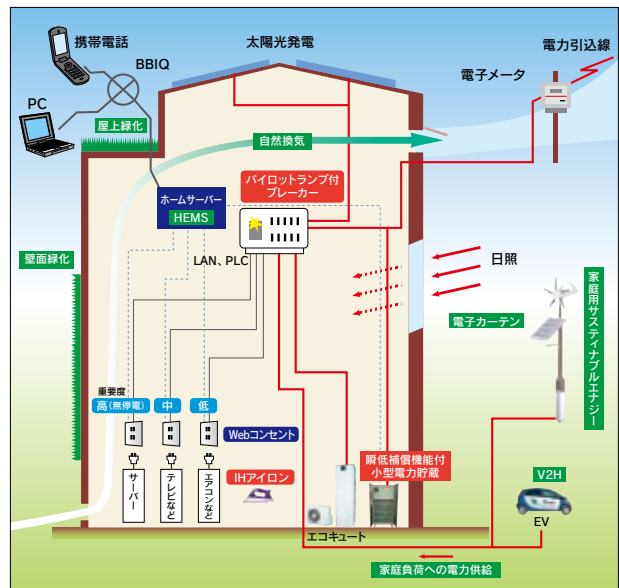 携帯電話
太陽光発電
電力引込線
BBIQ
電子メータ
PC
屋上緑化
自然換気
パイロットランプ付
ブレーカー
ホームサーバー
HEMS
壁面緑化
LAN、PLC
日照
電子カーテン
家庭用サスティナブルエナジー
重要度
高(無停電)
中
低
Webコンセント
サーバー
テレビなど
エアコンなど
IHアイロン
瞬低補償機能付
小型電力貯蔵
V2H
EV
エコキュート
家庭負荷への電力供給